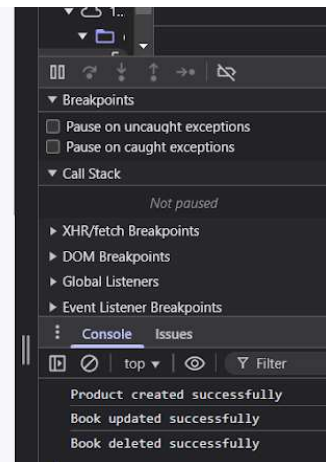 1...
Breakpoints
Pause on uncaught exceptions
Pause on caught exceptions
Call Stack
Not paused
XHR/fetch Breakpoints
DOM Breakpoints
Global Listeners
Event Listener Breakpoints
Console Issues
top Filter
Product created successfully
Book updated successfully
Book deleted successfully